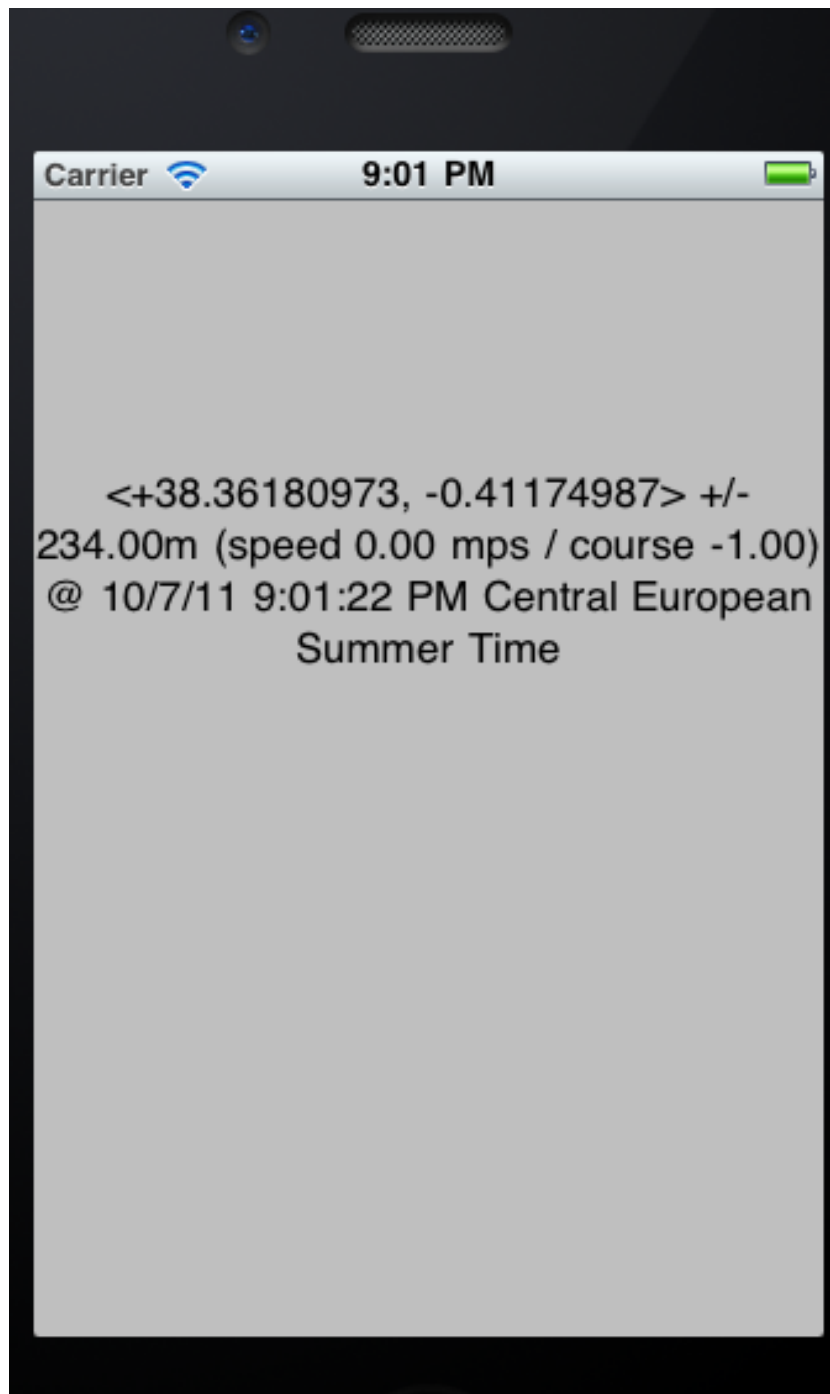 Carrier 9:01 PM
<+38.36180973, -0.41174987> +/-
234.00m (speed 0.00 mps / course -1.00)
@ 10/7/11 9:01:22 PM Central European
Summer Time